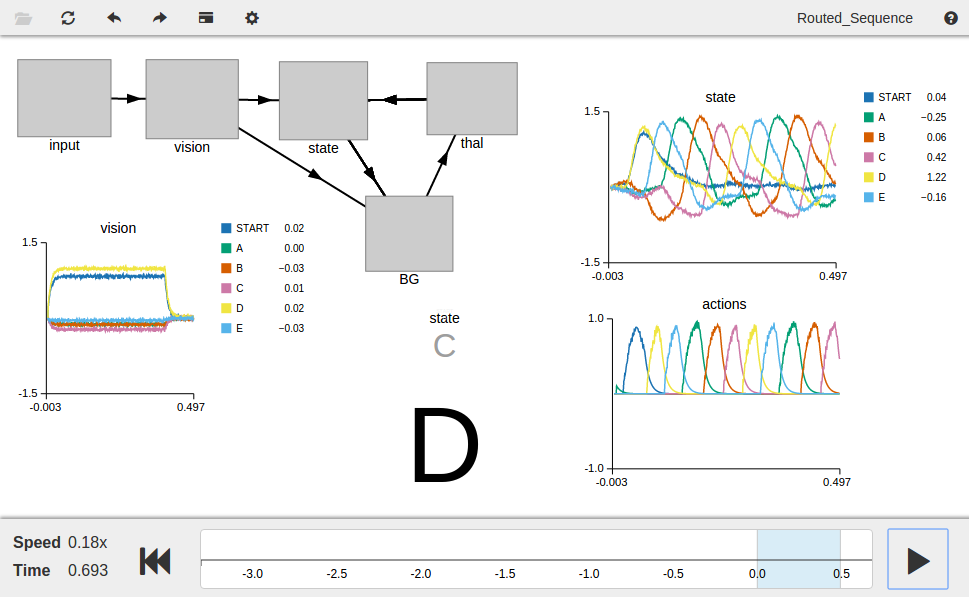 Routed_Sequence
input
vision
state
thal
BG
state
1.5
-1.5
-0.003
0.497
START 0.04
A −0.25
B 0.06
C 0.42
D 1.22
E −0.16
vision
1.5
-1.5
-0.003
0.497
START 0.02
A 0.00
B −0.03
C 0.01
D 0.02
E −0.03
state
C
D
actions
1.0
-1.0
-0.003
0.497
Speed 0.18x
Time 0.693
-3.0 -2.5 -2.0 -1.5 -1.0 -0.5 0.0 0.5